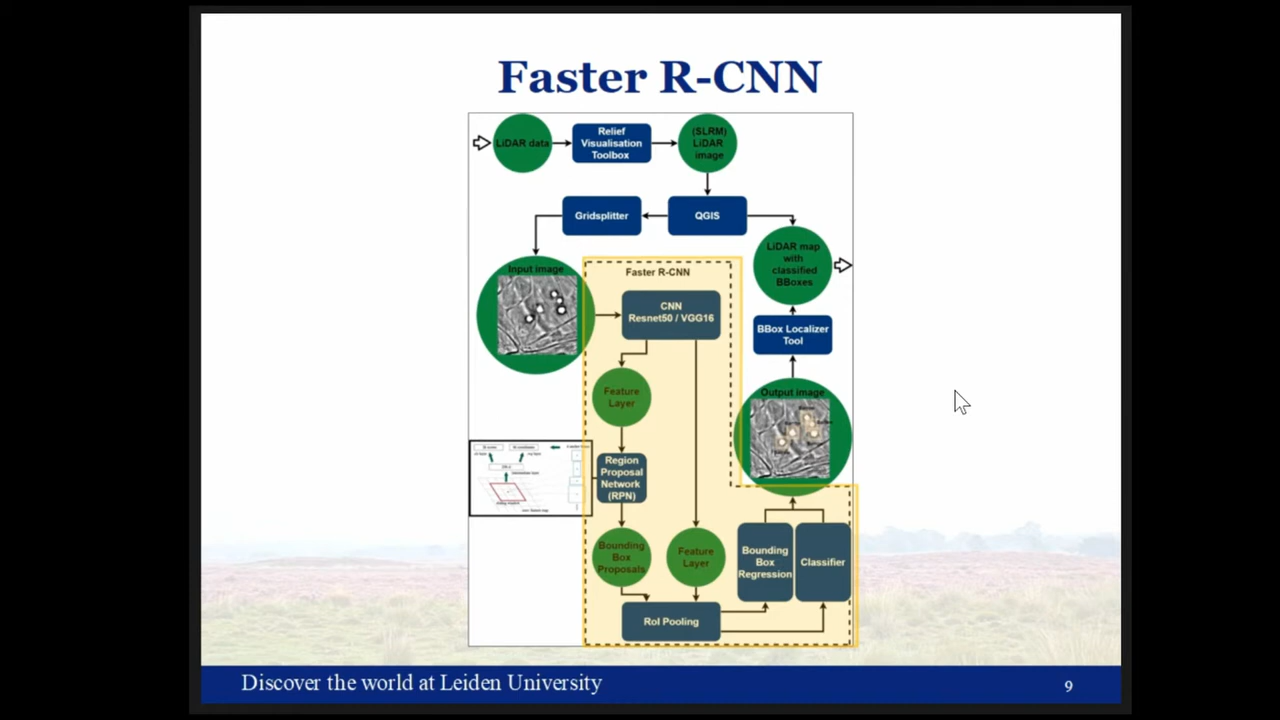 Faster R-CNN
LiDAR data
Relief
Visualisation
Toolbox
(SLRM)
LiDAR
image
Gridsplitter
QGIS
LiDAR map
with
classified
BBoxes
Input image
Faster R-CNN
CNN
Resnet50 / VGG16
BBox Localizer
Tool
Feature
Layer
Output image
Region
Proposal
Network
(RPN)
Bounding
Box
Proposals
Feature
Layer
Bounding
Box
Regression
Classifier
RoI Pooling
Discover the world at Leiden University
9